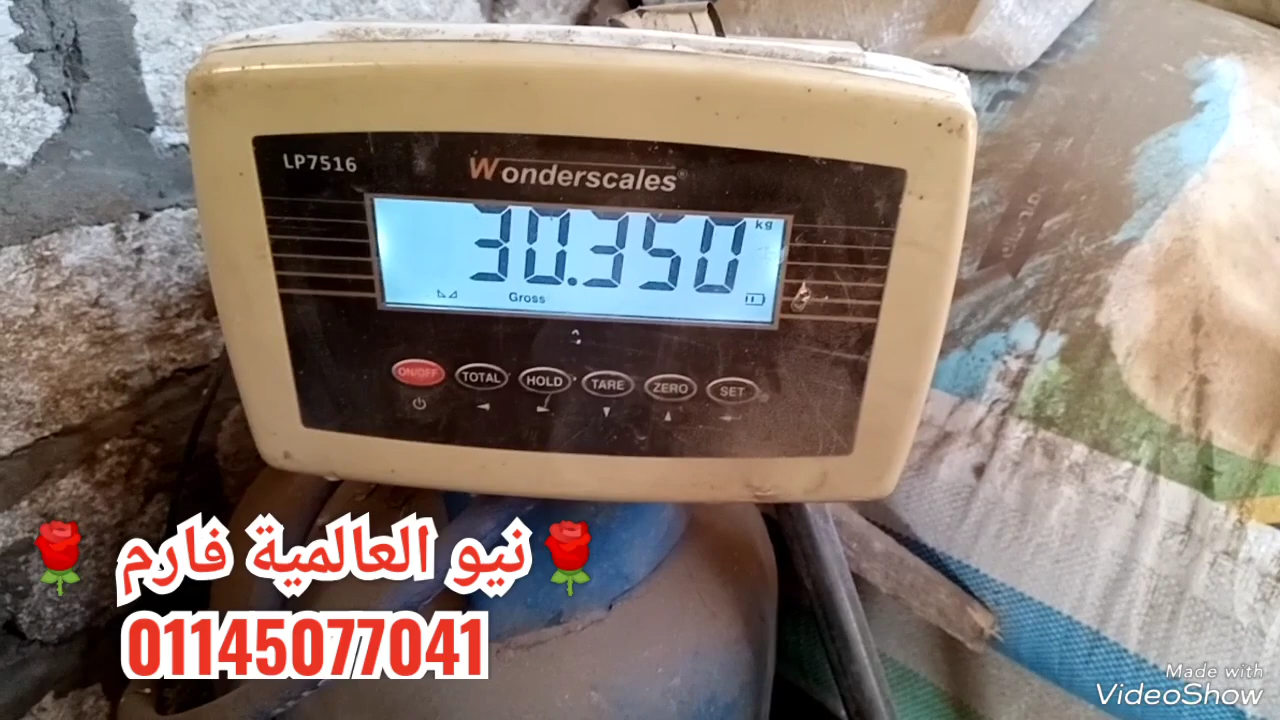 LP7516
Wonderscales®
30.350 kg
Gross
ON/OFF TOTAL HOLD TARE ZERO SET
🌹 نيو العالمية فارم 🌹
01145077041
Made with
VideoShow